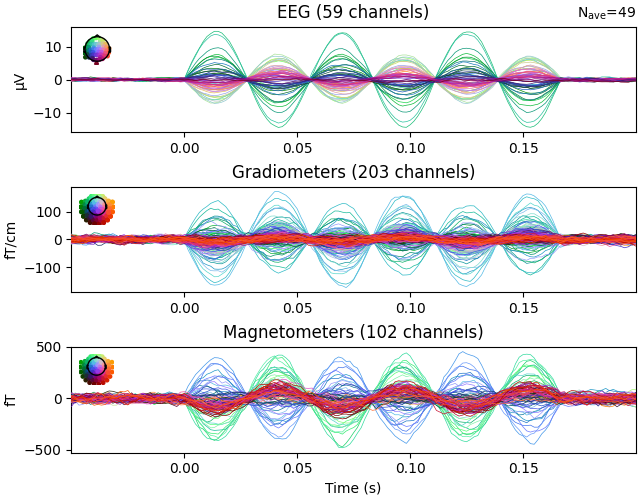 EEG (59 channels)
Nave=49
10
0
−10
µV
0.00 0.05 0.10 0.15
Gradiometers (203 channels)
100
0
−100
fT/cm
0.00 0.05 0.10 0.15
Magnetometers (102 channels)
500
0
−500
fT
0.00 0.05 0.10 0.15
Time (s)